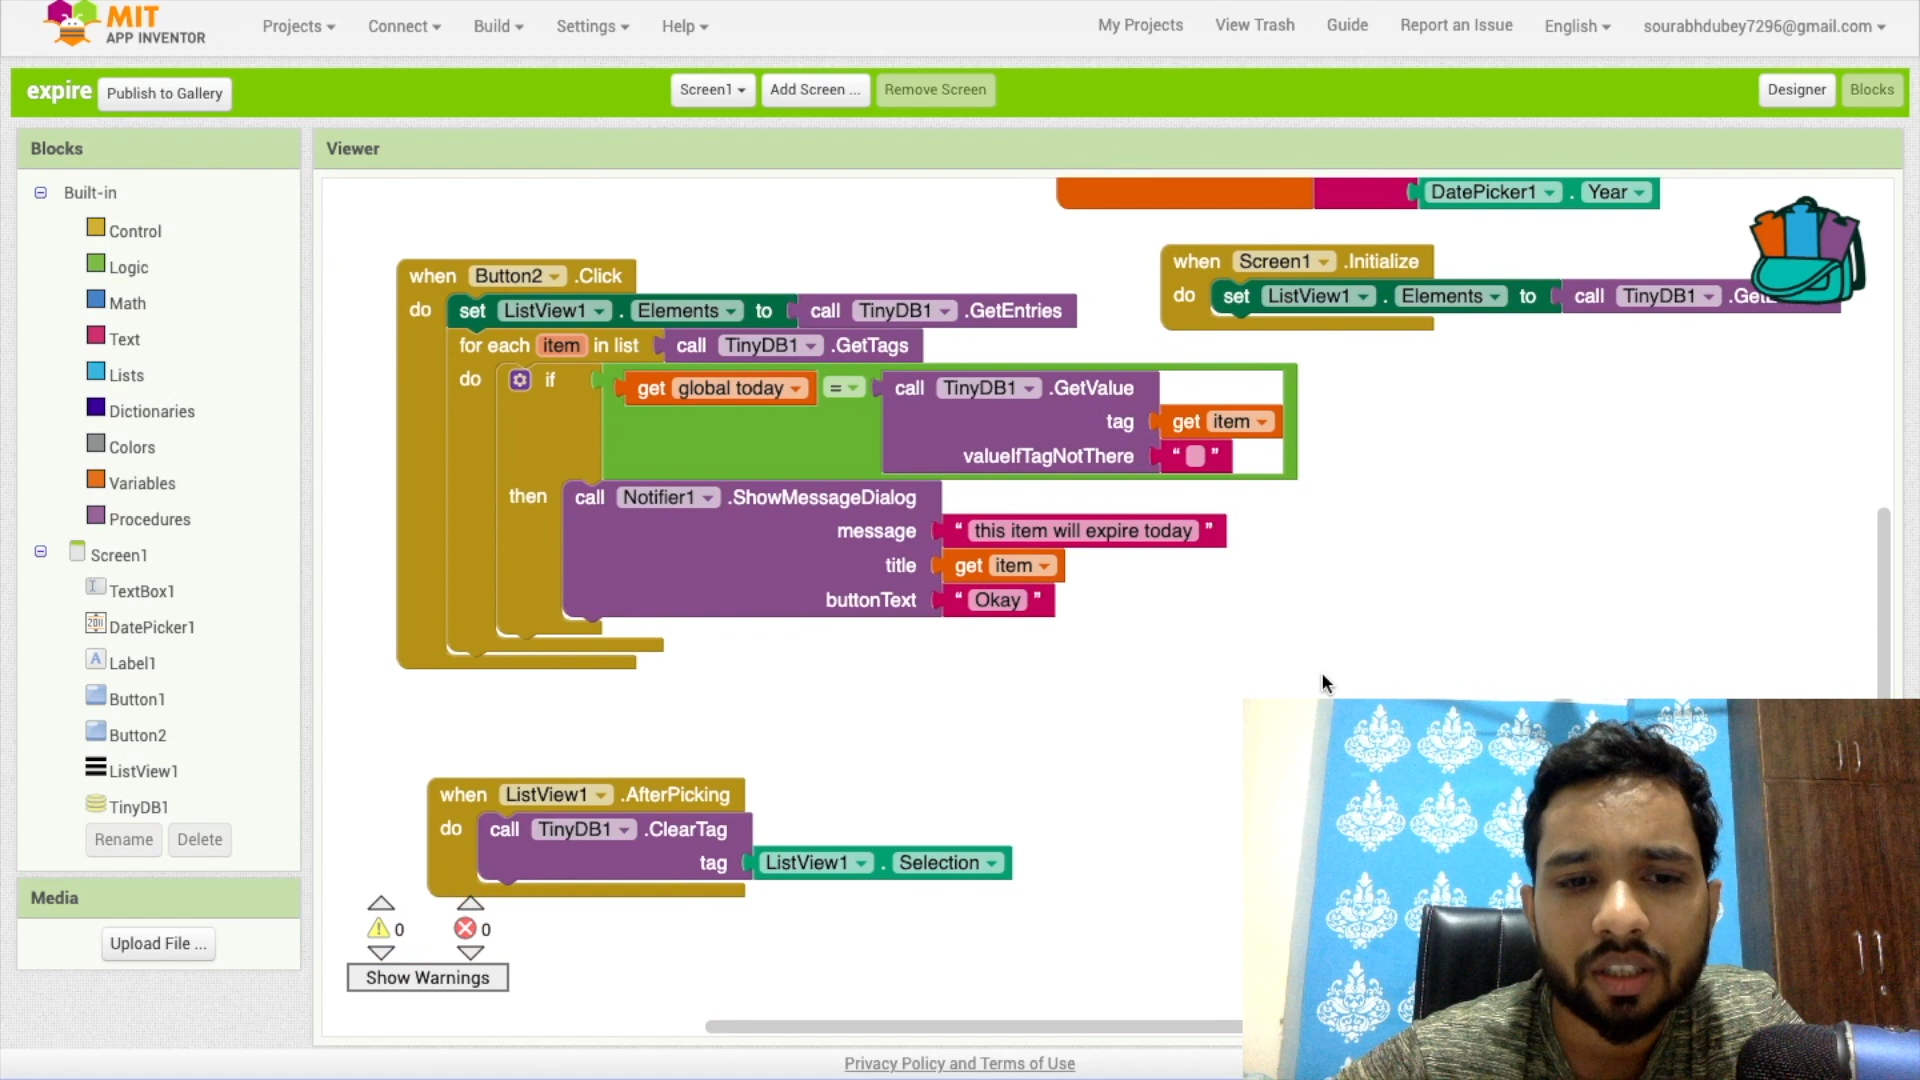 MIT
APP INVENTOR
Projects
Connect
Build
Settings
Help
My Projects
View Trash
Guide
Report an Issue
English
sourabhdubey7296@gmail.com
expire
Publish to Gallery
Screen1
Add Screen ...
Remove Screen
Designer
Blocks
Blocks
Built-in
Control
Logic
Math
Text
Lists
Dictionaries
Colors
Variables
Procedures
Screen1
TextBox1
DatePicker1
Label1
Button1
Button2
ListView1
TinyDB1
Rename
Delete
Media
Upload File ...
Viewer
DatePicker1 . Year
when Button2 .Click
do set ListView1 . Elements to call TinyDB1 .GetEntries
for each item in list call TinyDB1 .GetTags
do if get global today = call TinyDB1 .GetValue
tag get item
valueIfTagNotThere “ ”
then call Notifier1 .ShowMessageDialog
message “ this item will expire today ”
title get item
buttonText “ Okay ”
when Screen1 .Initialize
do set ListView1 . Elements to call TinyDB1
when ListView1 .AfterPicking
do call TinyDB1 .ClearTag
tag ListView1 . Selection
0 0
Show Warnings
Privacy Policy and Terms of Use